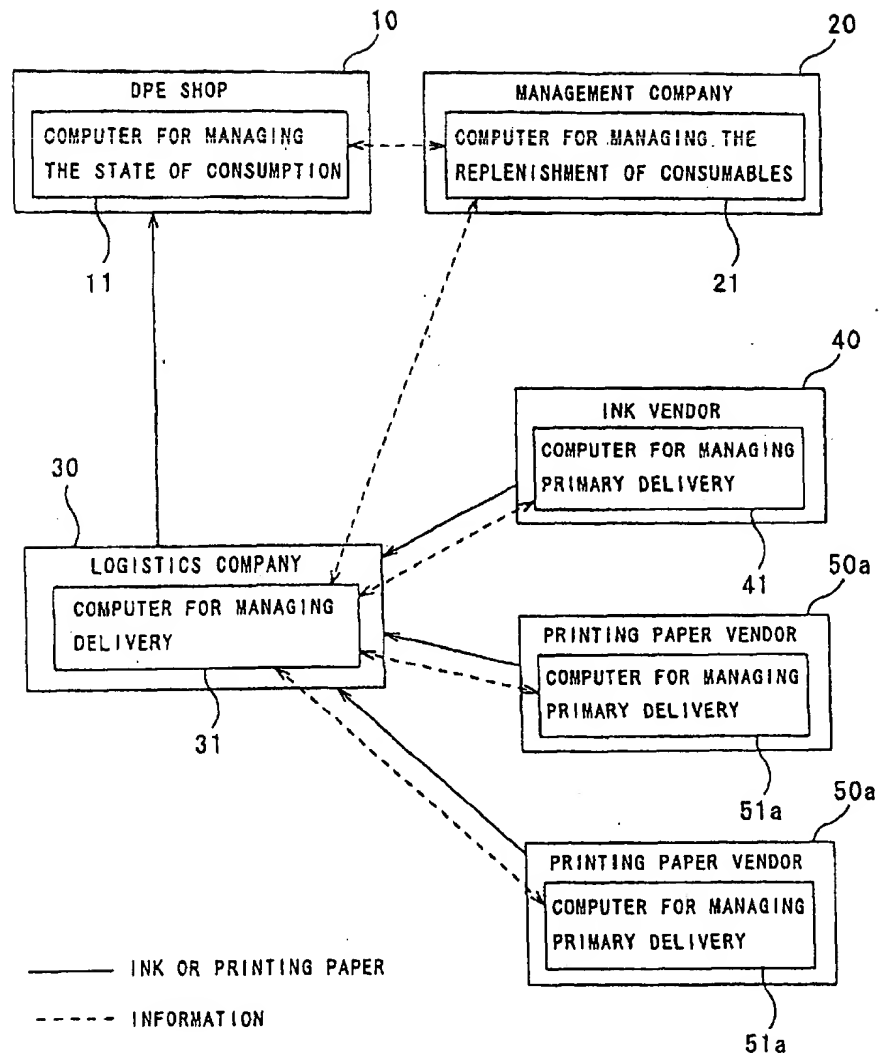 10
20
DPE SHOP
COMPUTER FOR MANAGING
THE STATE OF CONSUMPTION
MANAGEMENT COMPANY
COMPUTER FOR MANAGING THE
REPLENISHMENT OF CONSUMABLES
11
21
40
INK VENDOR
COMPUTER FOR MANAGING
PRIMARY DELIVERY
41
30
LOGISTICS COMPANY
COMPUTER FOR MANAGING
DELIVERY
31
50a
PRINTING PAPER VENDOR
COMPUTER FOR MANAGING
PRIMARY DELIVERY
51a
50a
PRINTING PAPER VENDOR
COMPUTER FOR MANAGING
PRIMARY DELIVERY
51a
INK OR PRINTING PAPER
INFORMATION